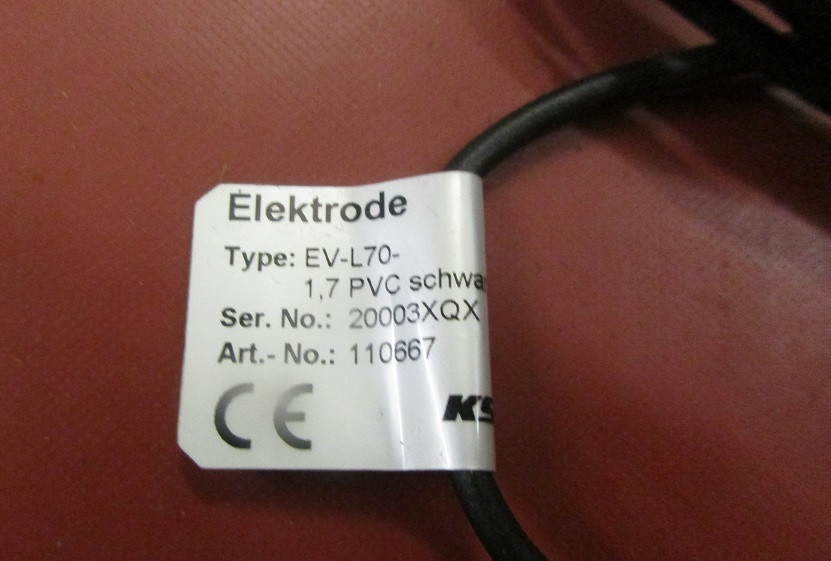 Elektrode
Type: EV-L70-
1,7 PVC
Ser. No.: 20003XQX
Art.- No.: 110667
CE